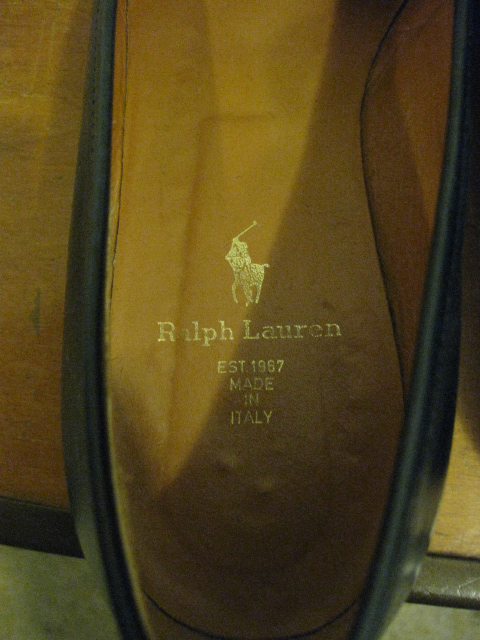 Ralph Lauren
EST.1967
MADE
IN
ITALY